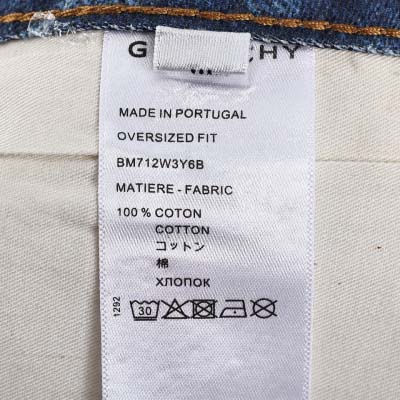 MADE IN PORTUGAL
OVERSIZED FIT
BM712W3Y6B
MATIERE - FABRIC
100 % COTON
COTTON
コットン
棉
ХЛОПОК
1292
30